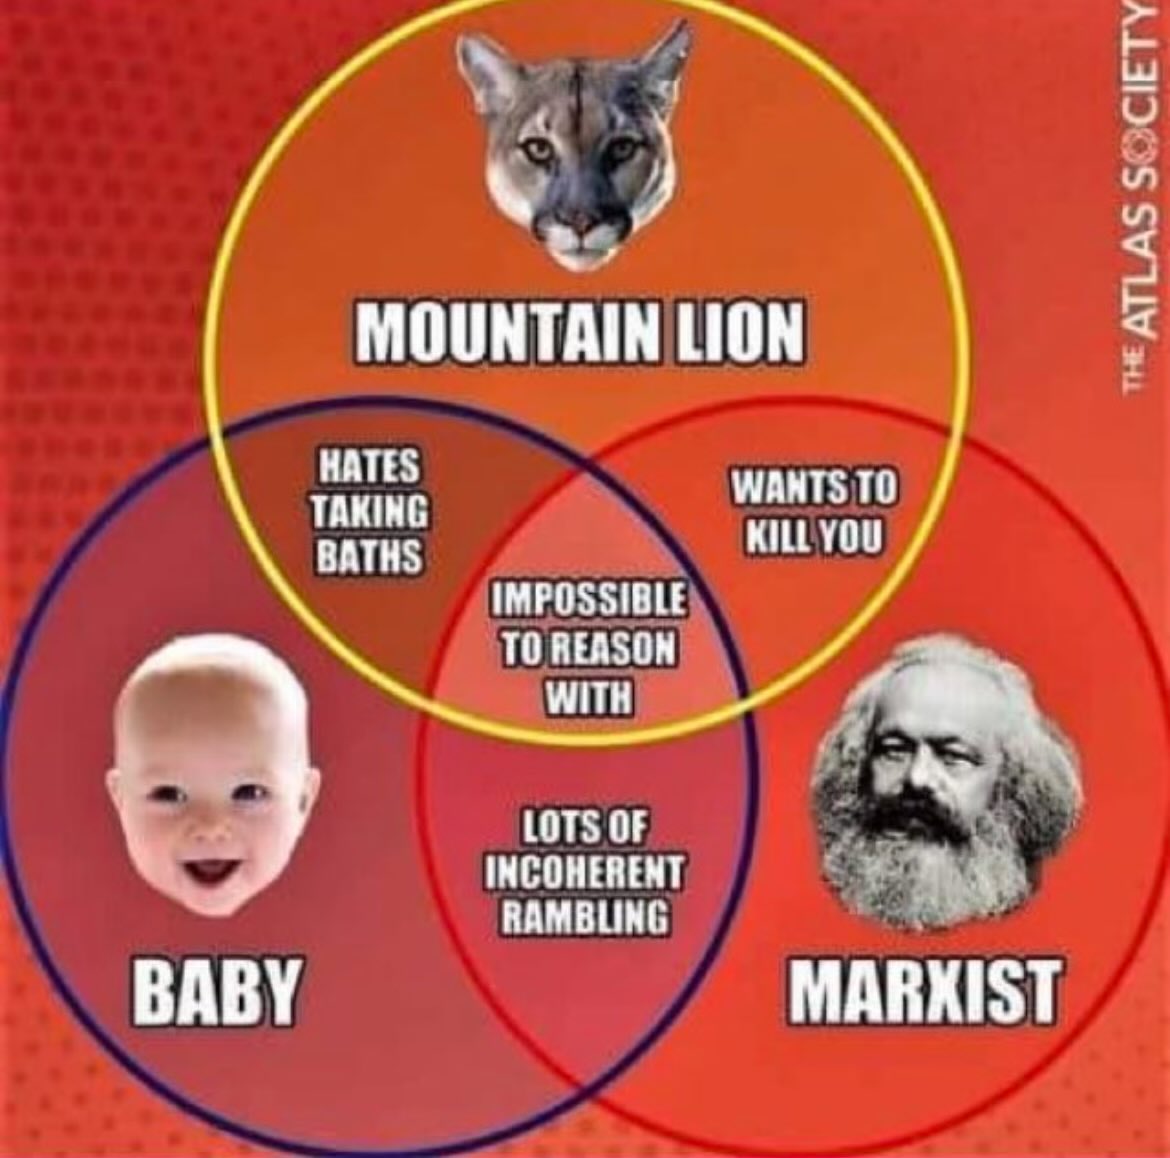 THE ATLAS SOCIETY
MOUNTAIN LION
HATES
TAKING
BATHS
WANTS TO
KILL YOU
IMPOSSIBLE
TO REASON
WITH
LOTS OF
INCOHERENT
RAMBLING
BABY
MARXIST